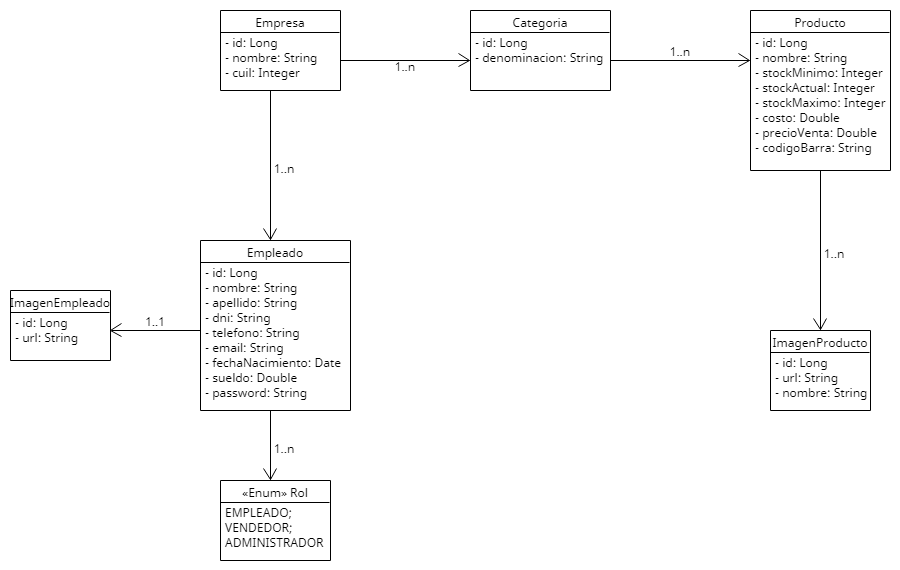 Empresa
- id: Long
- nombre: String
- cuil: Integer
1..n
Categoria
- id: Long
- denominacion: String
1..n
Producto
- id: Long
- nombre: String
- stockMinimo: Integer
- stockActual: Integer
- stockMaximo: Integer
- costo: Double
- precioVenta: Double
- codigoBarra: String
1..n
Empleado
- id: Long
- nombre: String
- apellido: String
- dni: String
- telefono: String
- email: String
- fechaNacimiento: Date
- sueldo: Double
- password: String
1..n
ImagenEmpleado
- id: Long
- url: String
1..1
ImagenProducto
- id: Long
- url: String
- nombre: String
1..n
«Enum» Rol
EMPLEADO;
VENDEDOR;
ADMINISTRADOR